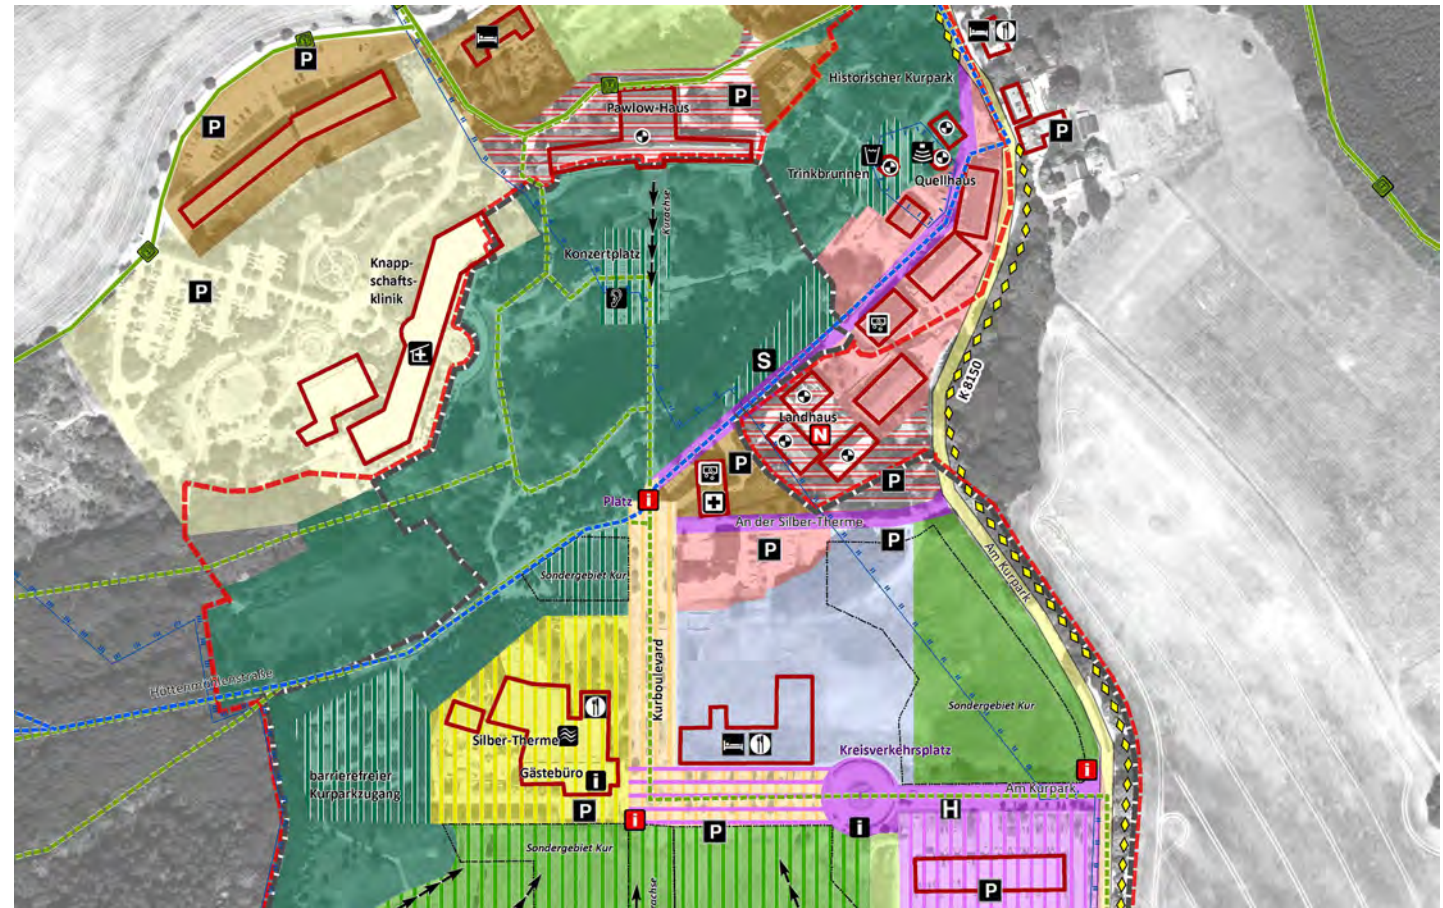 P
P
P
Historischer Kurpark
Pawlow-Haus
P
Trinkbrunnen
Quellhaus
Kurachse
Konzertplatz
Knapp-
schafts-
klinik
P
S
K 8150
Landhaus
N
P
P
Platz
i
An der Silber-Therme
P
P
Sondergebiet Kur
Am Kurpark
Hüttenmühlenstraße
Kurboulevard
Sondergebiet Kur
Silber-Therme
Kreisverkehrsplatz
Gästebüro
i
i
barrierefreier
Kurparkzugang
Am Kurpark
P
i
P
i
H
Sondergebiet Kur
P